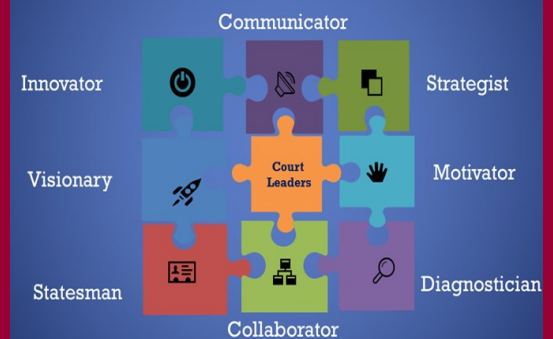 Communicator
Innovator
Strategist
Visionary
Court
Leaders
Motivator
Statesman
Diagnostician
Collaborator